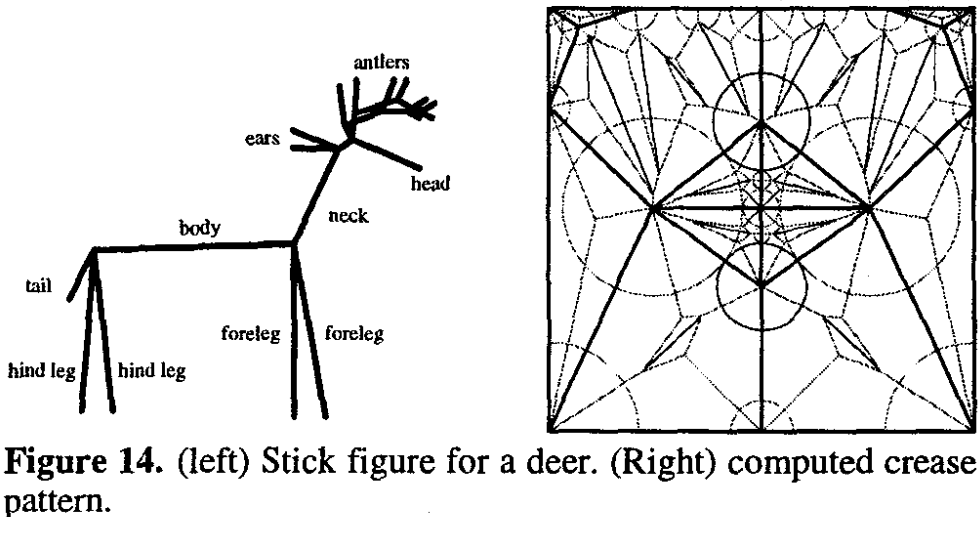 antlers
ears
head
neck
body
tail
foreleg foreleg
hind leg hind leg
Figure 14. (left) Stick figure for a deer. (Right) computed crease
pattern.